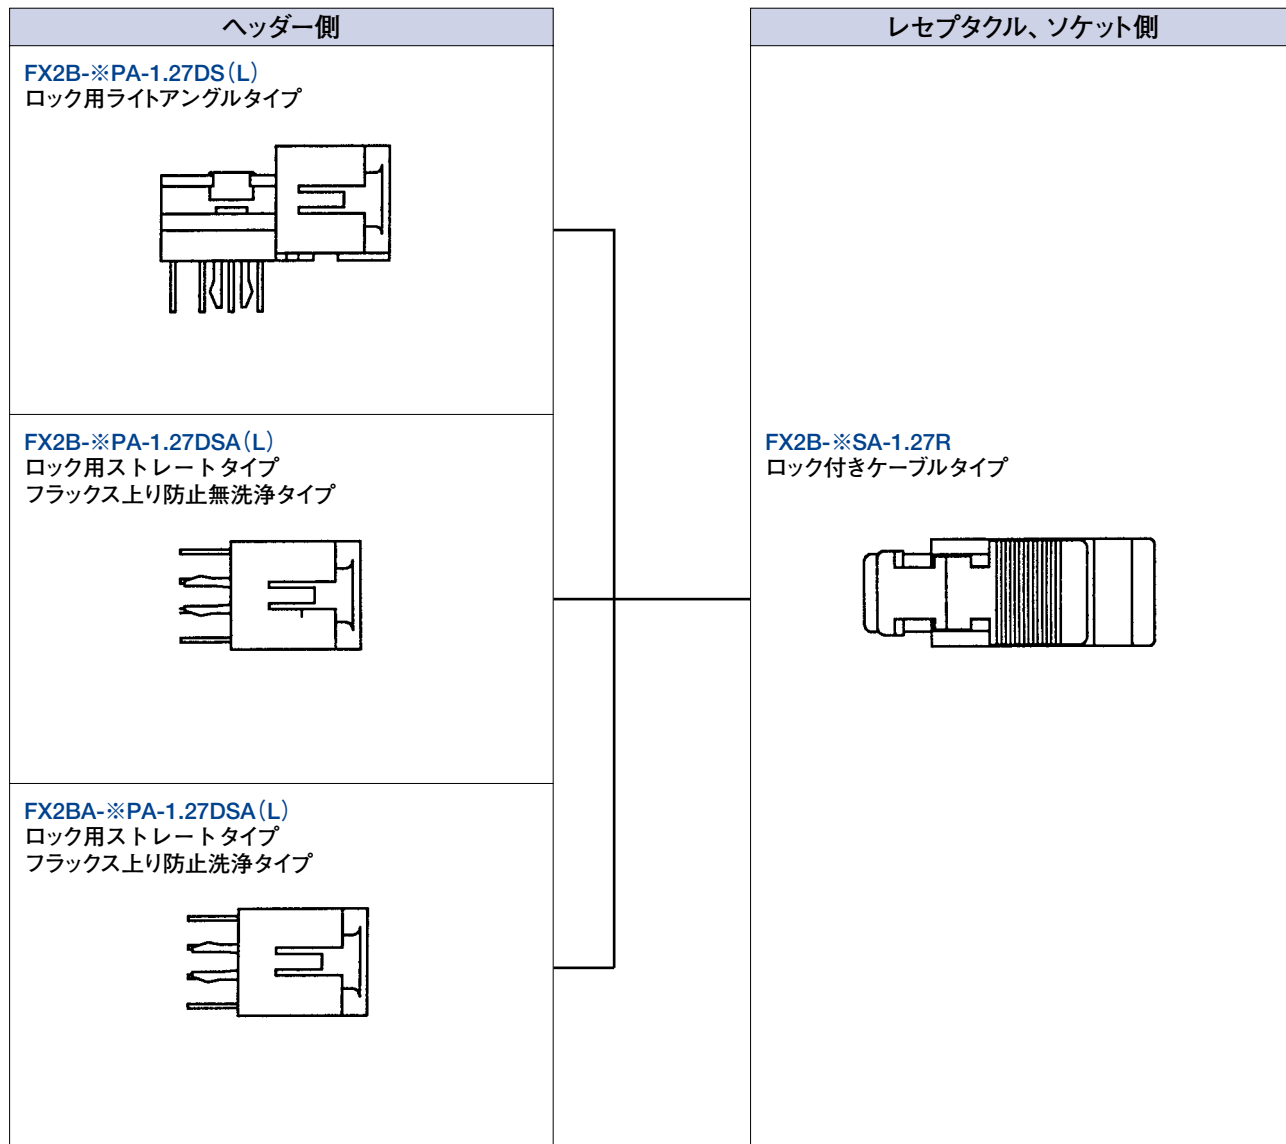 ヘッダー側
FX2B-※PA-1.27DS(L)
ロック用ライトアングルタイプ
FX2B-※PA-1.27DSA(L)
ロック用ストレートタイプ
フラックス上り防止無洗浄タイプ
FX2BA-※PA-1.27DSA(L)
ロック用ストレートタイプ
フラックス上り防止洗浄タイプ
レセプタクル、ソケット側
FX2B-※SA-1.27R
ロック付きケーブルタイプ